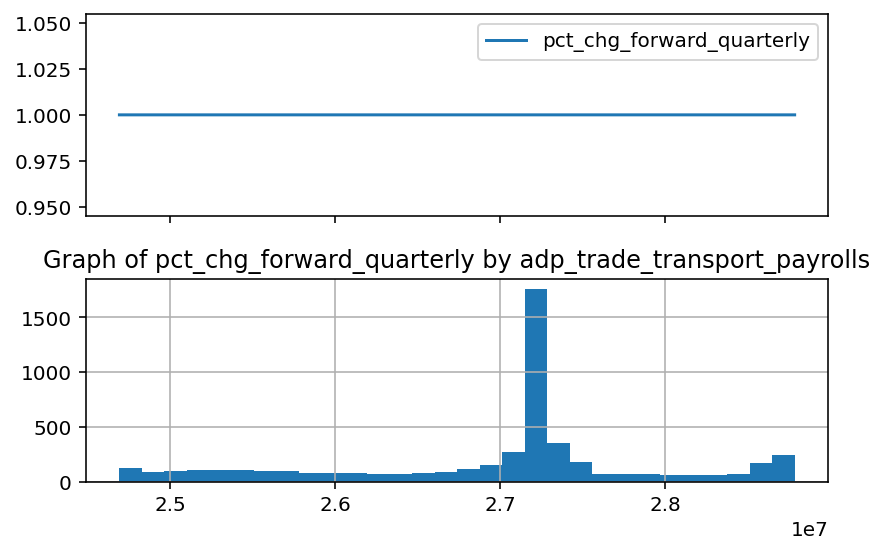 1.050
1.025
1.000
0.975
0.950
pct_chg_forward_quarterly
Graph of pct_chg_forward_quarterly by adp_trade_transport_payrolls
1500
1000
500
0
2.5 2.6 2.7 2.8
1e7